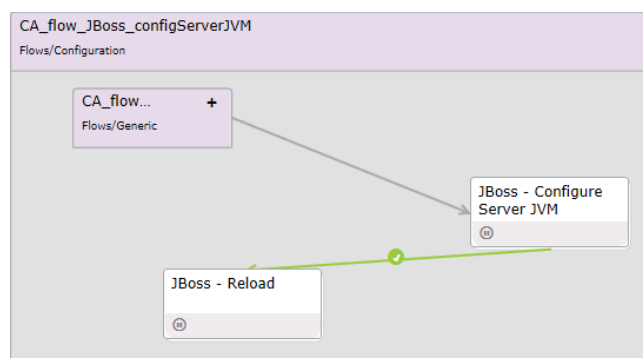 CA_flow_JBoss_configServerJVM
Flows/Configuration
CA_flow... +
Flows/Generic
JBoss - Configure
Server JVM
JBoss - Reload